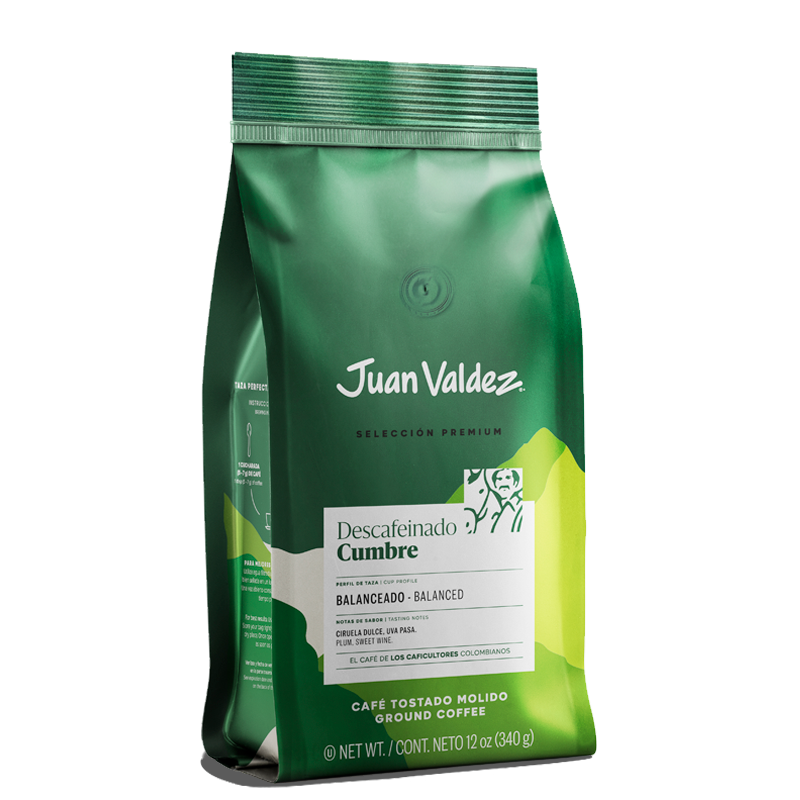 Juan Valdez
SELECCIÓN PREMIUM
Descafeinado
Cumbre
PERFIL DE TAZA | CUP PROFILE
BALANCEADO - BALANCED
NOTAS DE SABOR | TASTING NOTES
CIRUELA DULCE, UVA PASA.
PLUM, SWEET WINE.
EL CAFÉ DE LOS CAFICULTORES COLOMBIANOS
CAFÉ TOSTADO MOLIDO
GROUND COFFEE
U NET WT. / CONT. NETO 12 oz (340 g)
TAZA PERFECT